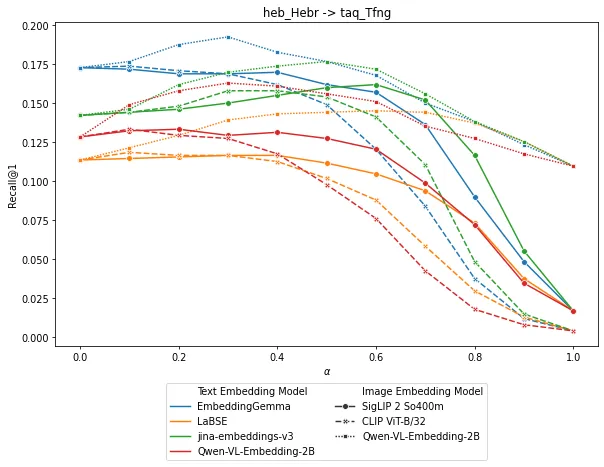 heb_Hebr -> taq_Tfng
Recall@1
0.200
0.175
0.150
0.125
0.100
0.075
0.050
0.025
0.000
0.0 0.2 0.4 0.6 0.8 1.0
α
Text Embedding Model Image Embedding Model
EmbeddingGemma SigLIP 2 So400m
LaBSE CLIP ViT-B/32
jina-embeddings-v3 Qwen-VL-Embedding-2B
Qwen-VL-Embedding-2B